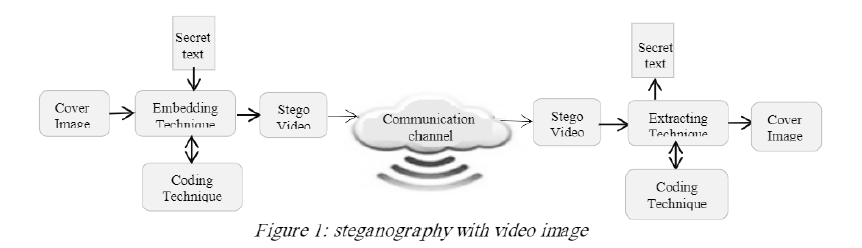 Secret
text
Cover
Image
Embedding
Technique
Stego
Video
Coding
Technique
Communication
channel
Secret
text
Stego
Video
Extracting
Technique
Cover
Image
Coding
Technique
Figure 1: steganography with video image